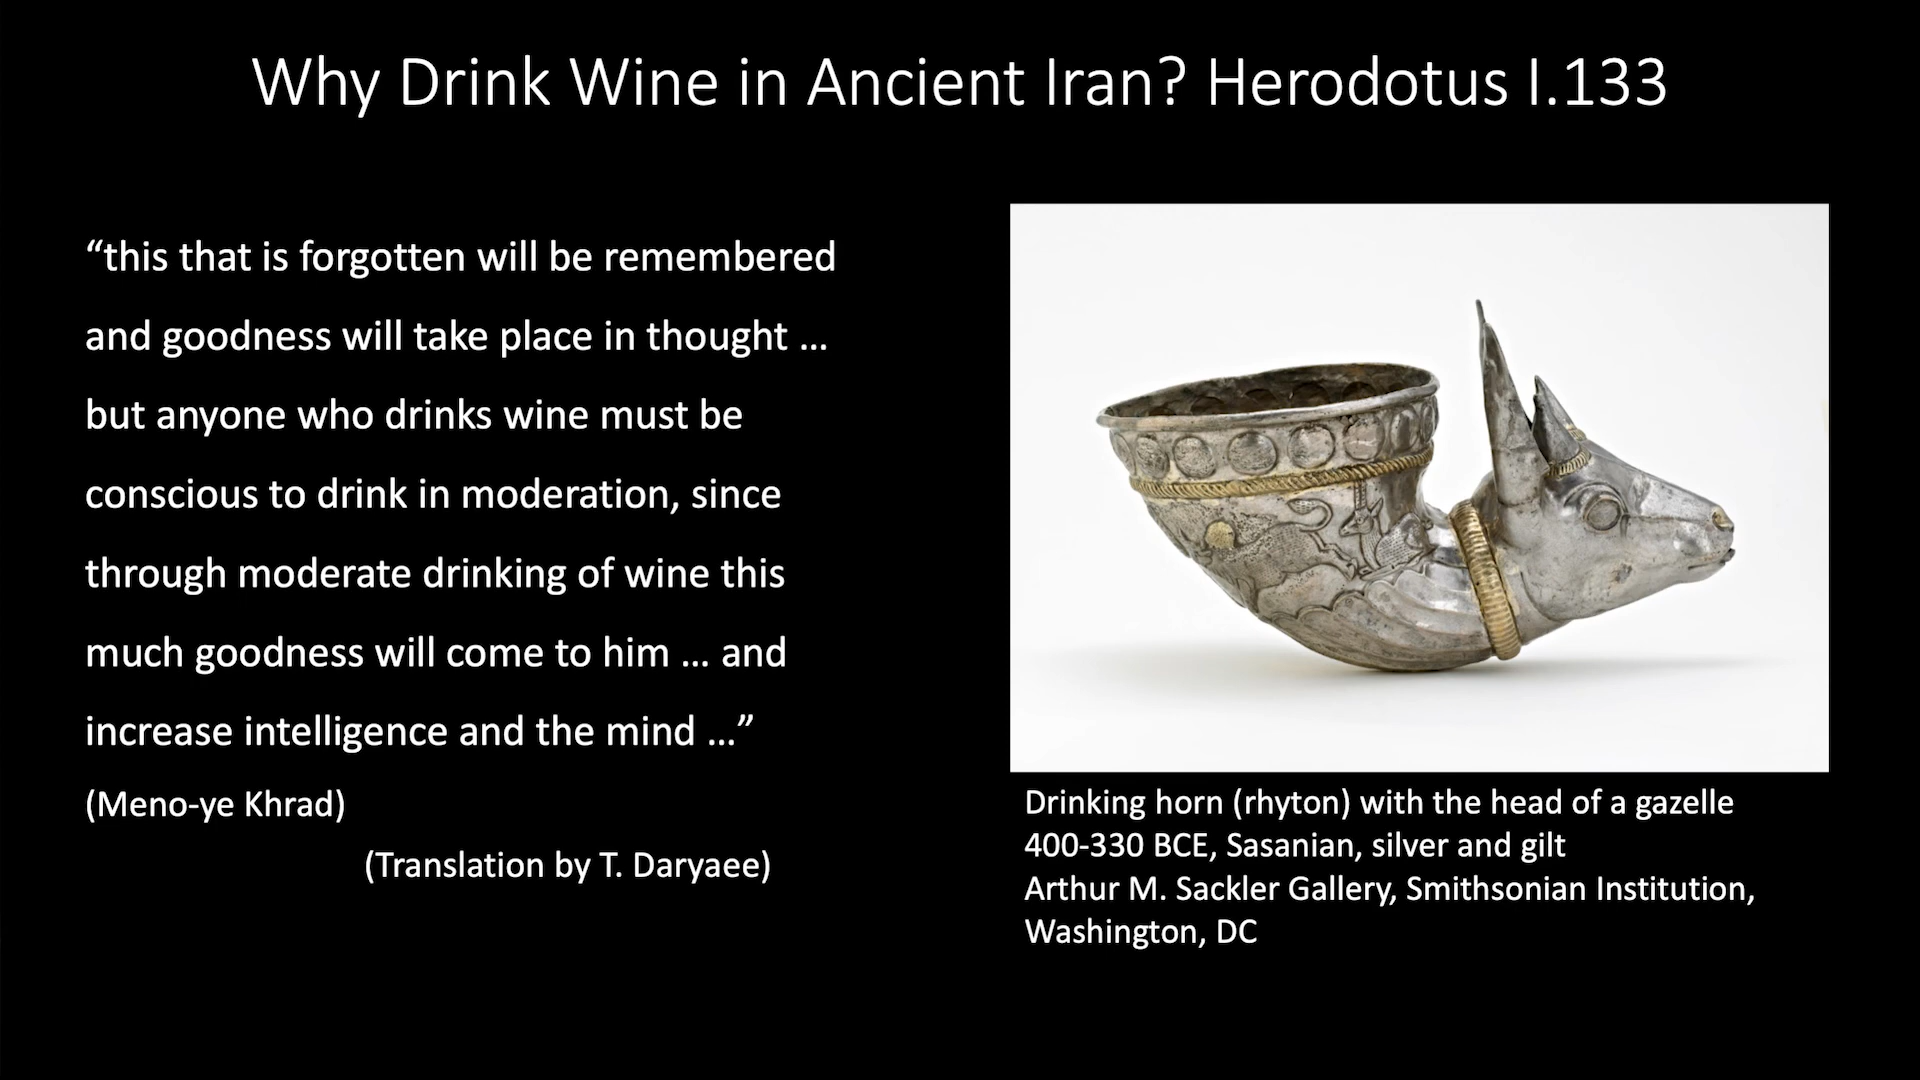 Why Drink Wine in Ancient Iran? Herodotus I.133
“this that is forgotten will be remembered
and goodness will take place in thought …
but anyone who drinks wine must be
conscious to drink in moderation, since
through moderate drinking of wine this
much goodness will come to him … and
increase intelligence and the mind …”
(Meno-ye Khrad)
(Translation by T. Daryaee)
Drinking horn (rhyton) with the head of a gazelle
400-330 BCE, Sasanian, silver and gilt
Arthur M. Sackler Gallery, Smithsonian Institution,
Washington, DC